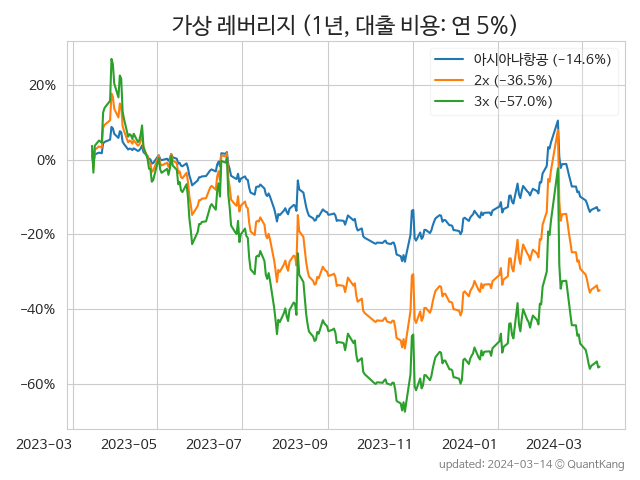 가상 레버리지 (1년, 대출 비용: 연 5%)
아시아나항공 (−14.6%)
2x (−36.5%)
3x (−57.0%)
20%
0%
−20%
−40%
−60%
2023−03 2023−05 2023−07 2023−09 2023−11 2024−01 2024−03
updated: 2024−03−14 © QuantKang